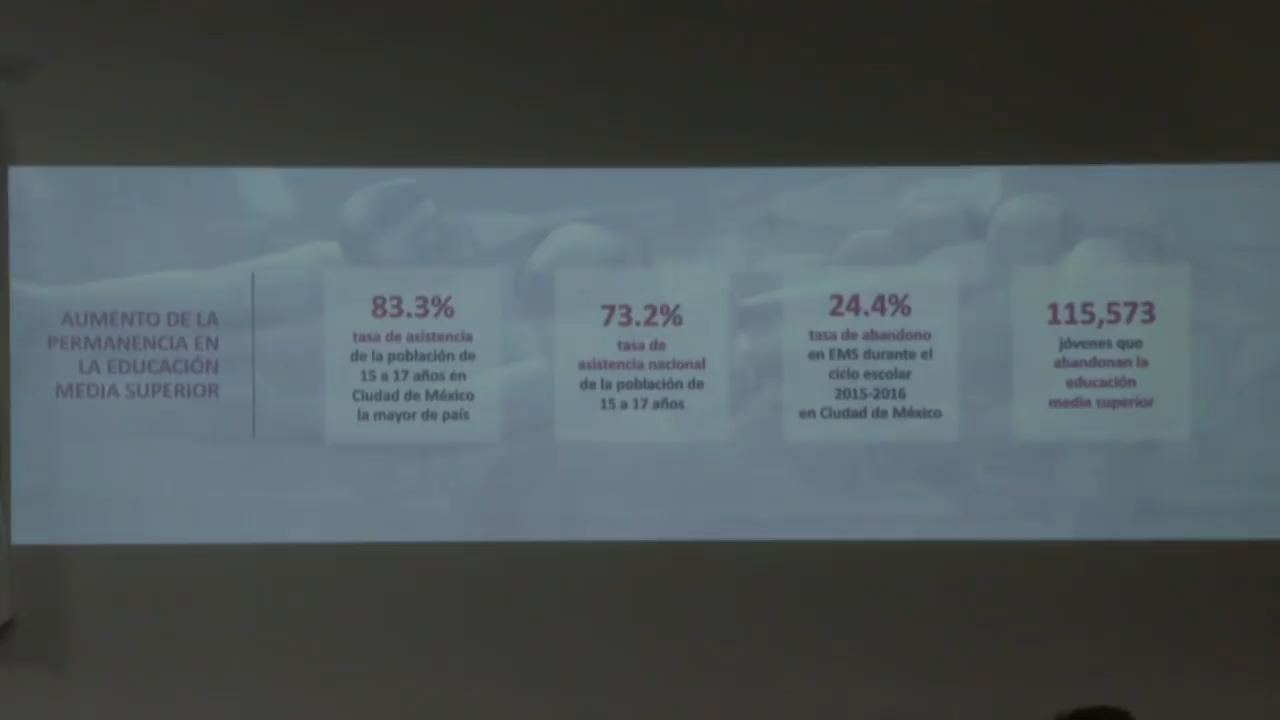 AUMENTO DE LA
PERMANENCIA EN
LA EDUCACIÓN
MEDIA SUPERIOR
83.3%
tasa de asistencia
de la población de
15 a 17 años en
Ciudad de México
la mayor de país
73.2%
tasa de
asistencia nacional
de la población de
15 a 17 años
24.4%
tasa de abandono
en EMS durante el
ciclo escolar
2015-2016
en Ciudad de México
115,573
jóvenes que
abandonan la
educación
media superior